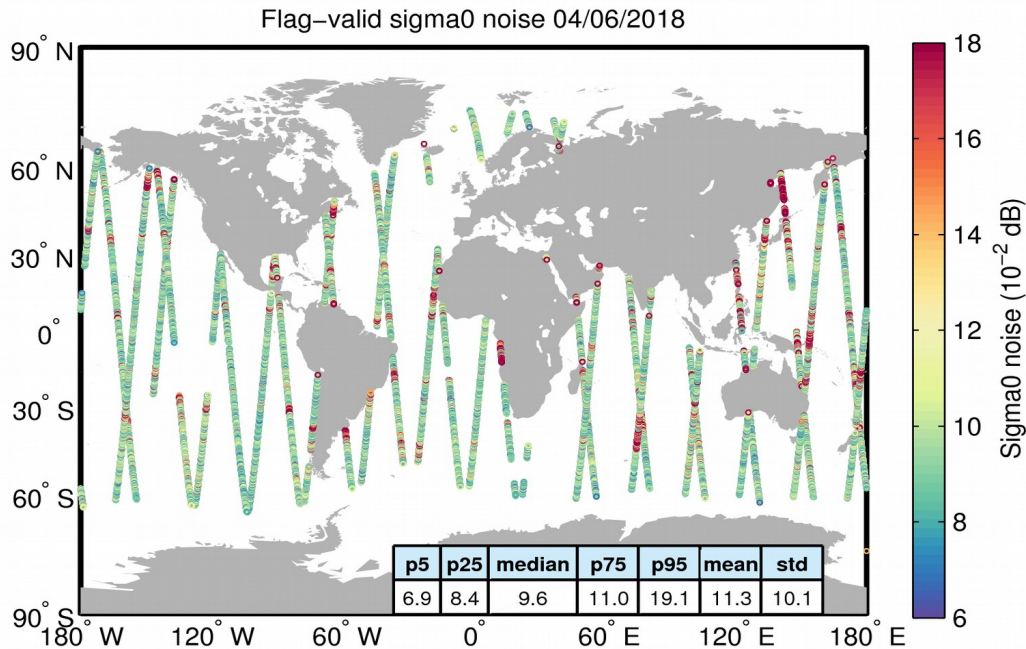 Flag−valid sigma0 noise 04/06/2018
90° N
60° N
30° N
0°
30° S
60° S
90° S
180° W
120° W
60° W
0°
60° E
120° E
180° E
p5 p25 median p75 p95 mean std
6.9 8.4 9.6 11.0 19.1 11.3 10.1
18
16
14
12
10
8
6
Sigma0 noise (10-2 dB)